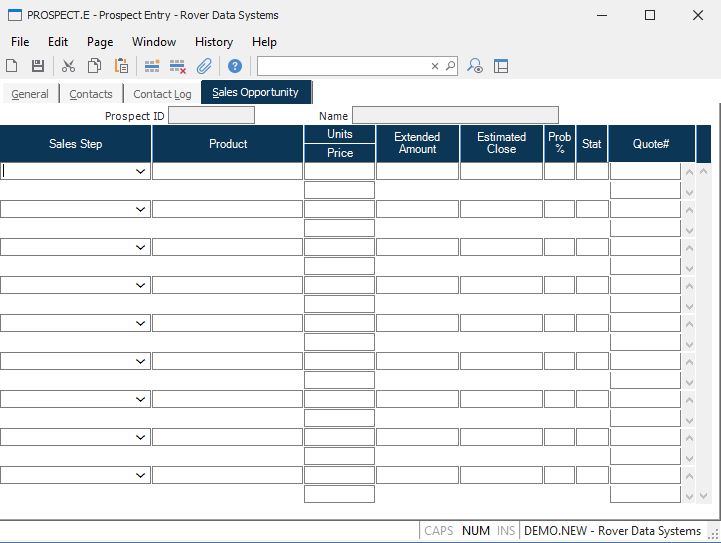 PROSPECT.E - Prospect Entry - Rover Data Systems
File Edit Page Window History Help
General Contacts Contact Log Sales Opportunity
Prospect ID Name
Sales Step Product Units Price Extended Amount Estimated Close Prob % Stat Quote#
CAPS NUM INS DEMO.NEW - Rover Data Systems